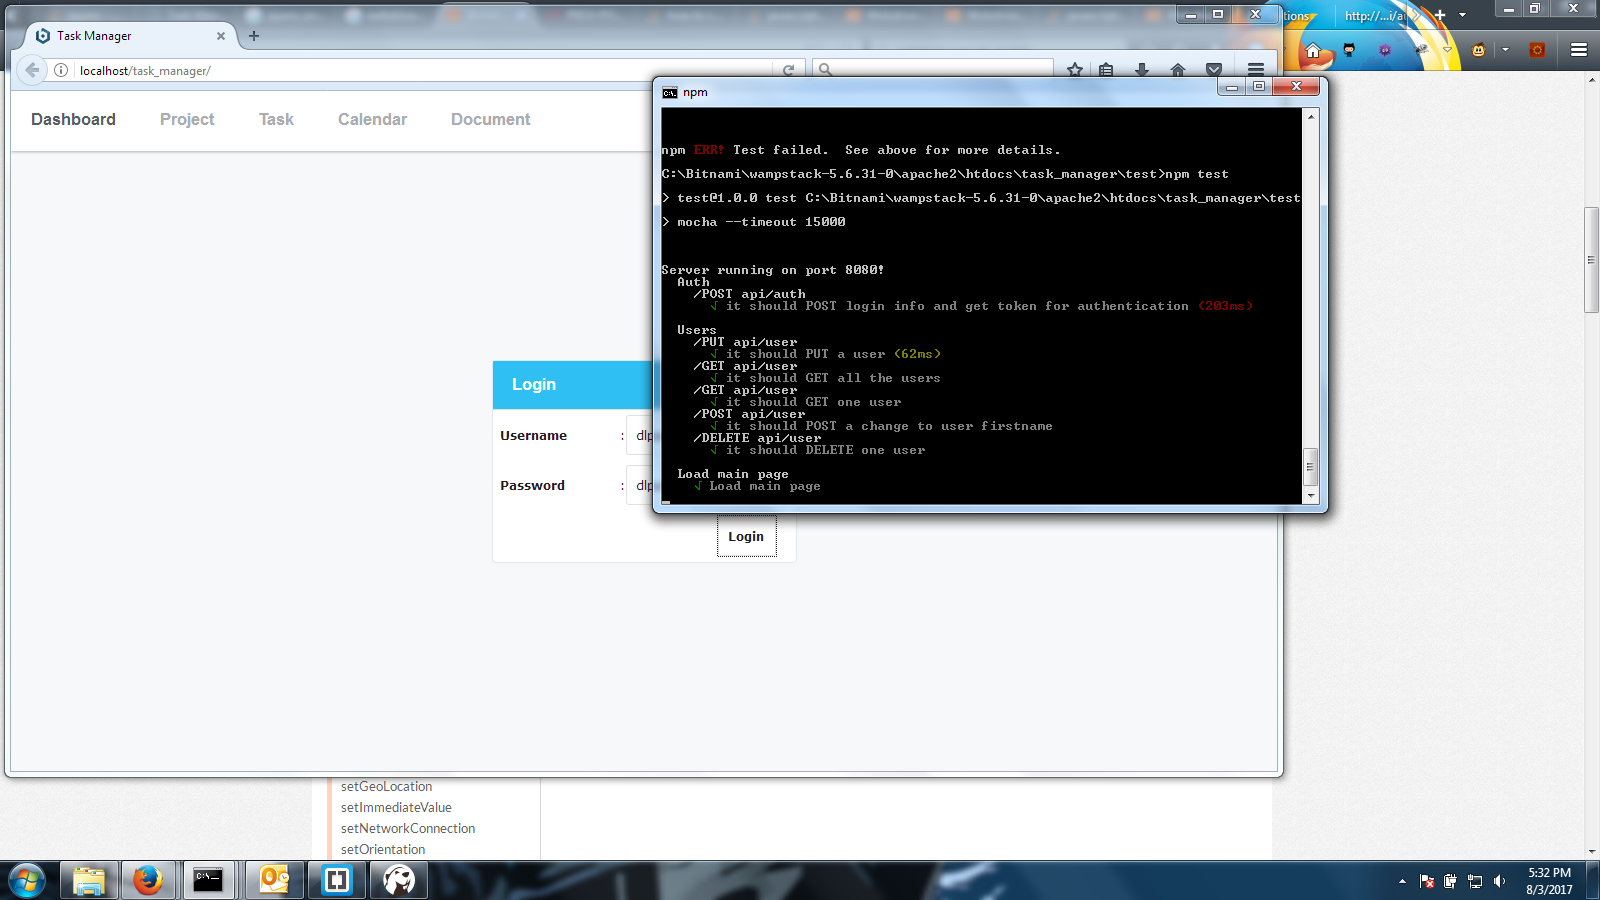 Task Manager
http://...i/au
localhost/task_manager/
Dashboard Project Task Calendar Document
Login
Username : dlp
Password : dlp
Login
npm
npm ERR! Test failed.  See above for more details.
C:\Bitnami\wampstack-5.6.31-0\apache2\htdocs\task_manager\test>npm test
> test@1.0.0 test C:\Bitnami\wampstack-5.6.31-0\apache2\htdocs\task_manager\test
> mocha --timeout 15000
Server running on port 8080!
Auth
/POST api/auth
√ it should POST login info and get token for authentication (203ms)
Users
/PUT api/user
√ it should PUT a user (62ms)
/GET api/user
√ it should GET all the users
/GET api/user
√ it should GET one user
/POST api/user
√ it should POST a change to user firstname
/DELETE api/user
√ it should DELETE one user
Load main page
√ Load main page
setGeoLocation
setImmediateValue
setNetworkConnection
setOrientation
5:32 PM
8/3/2017